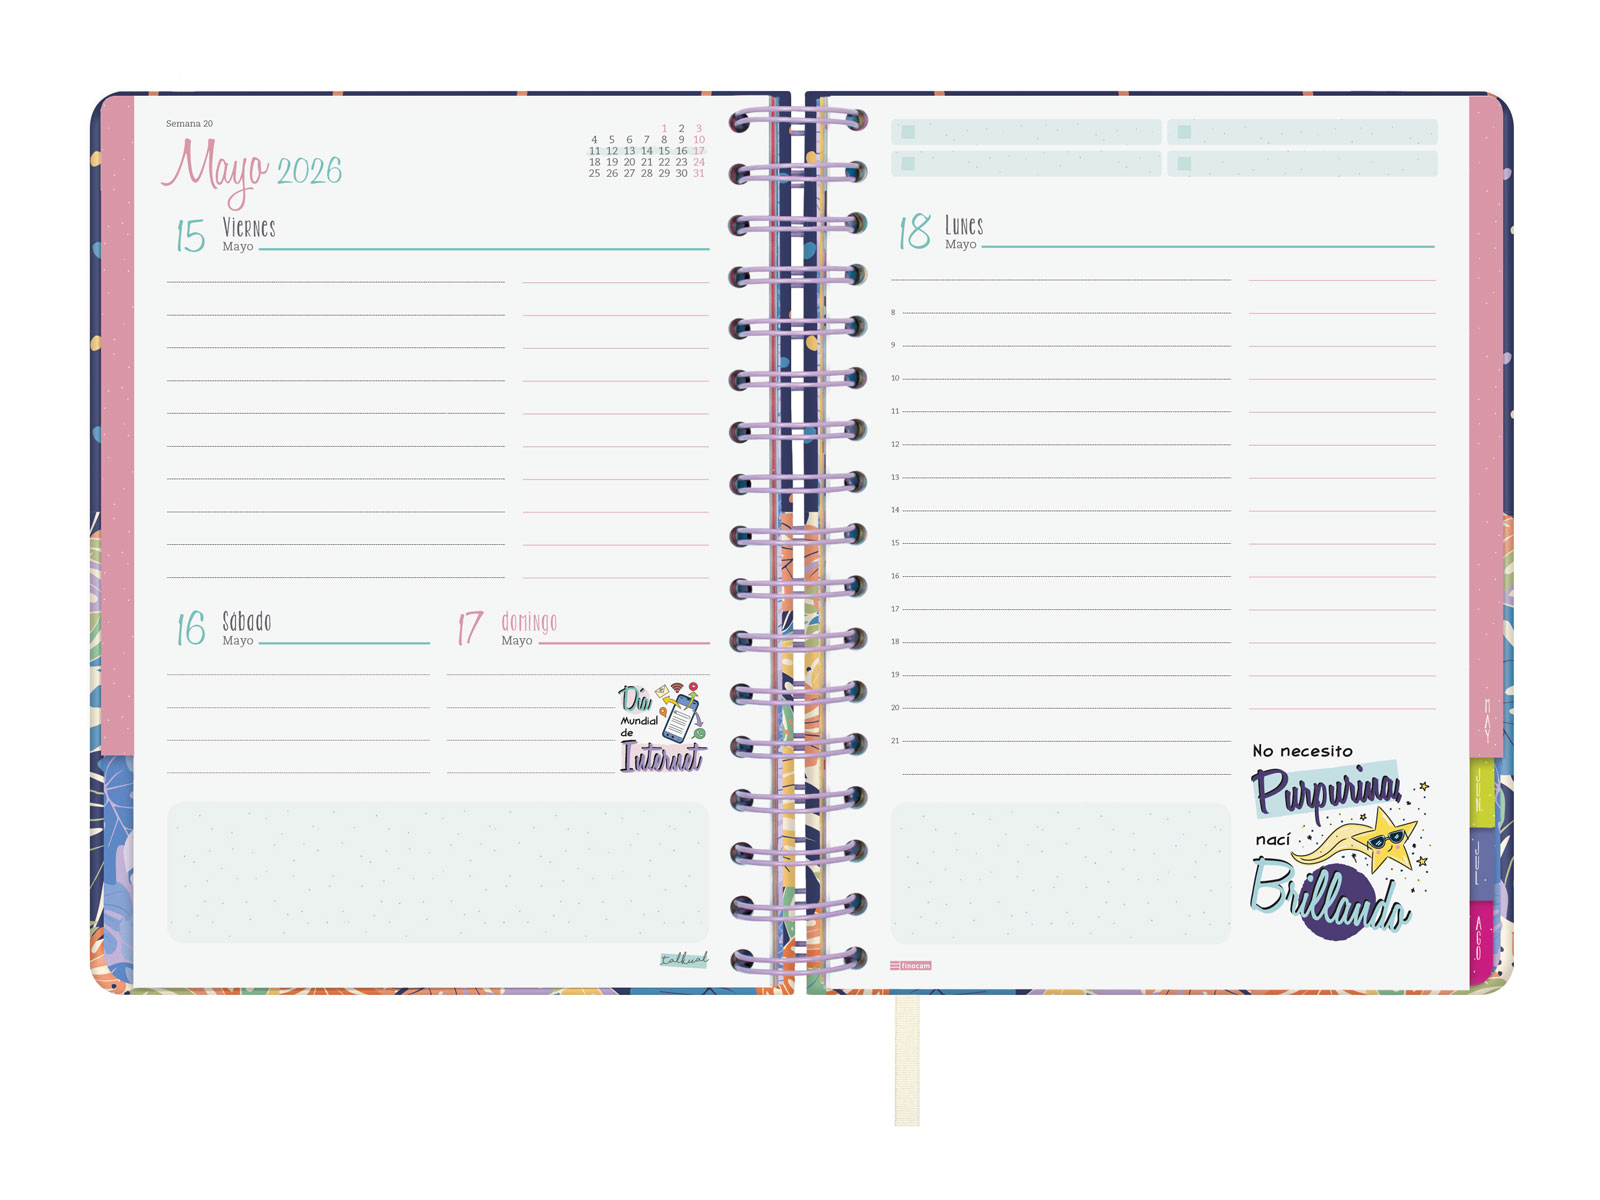 Semana 20
Mayo 2026
1 2 3
4 5 6 7 8 9 10
11 12 13 14 15 16 17
18 19 20 21 22 23 24
25 26 27 28 29 30 31
15 Viernes
Mayo
16 Sábado
Mayo
17 domingo
Mayo
Día
Mundial
de
Internet
talkual
18 Lunes
Mayo
8
9
10
11
12
13
14
15
16
17
18
19
20
21
No necesito
Purpurina,
nací
Brillando
finocam
MAY
JUN
JUL
AGO